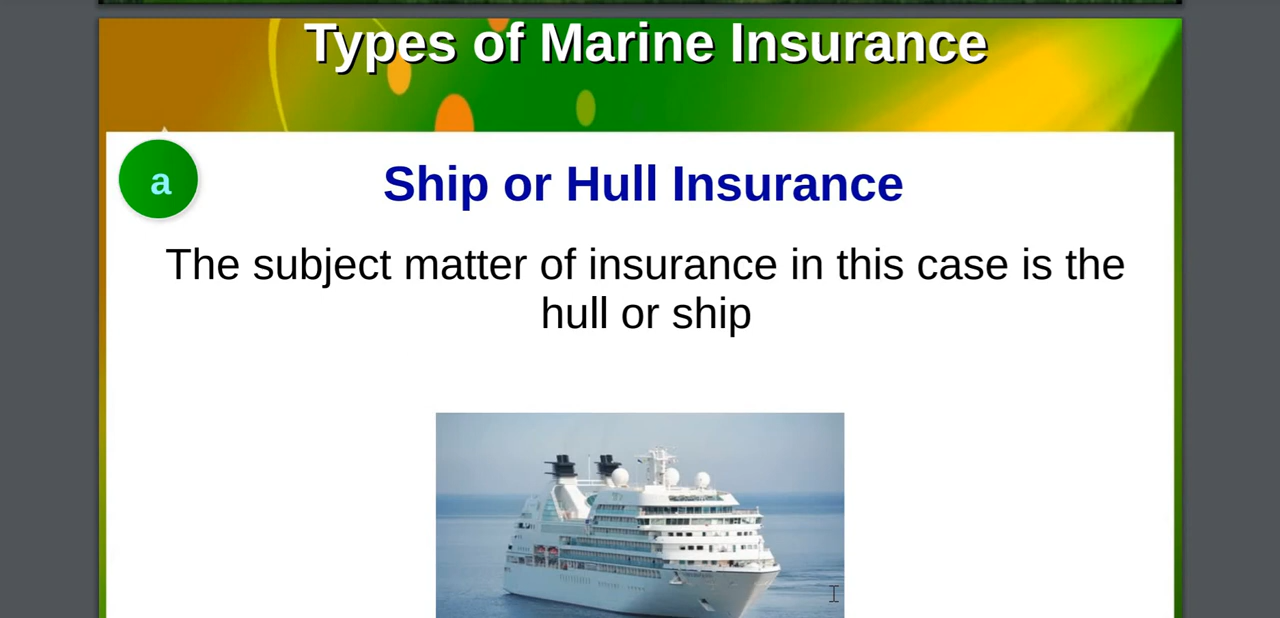 Types of Marine Insurance
a
Ship or Hull Insurance
The subject matter of insurance in this case is the
hull or ship